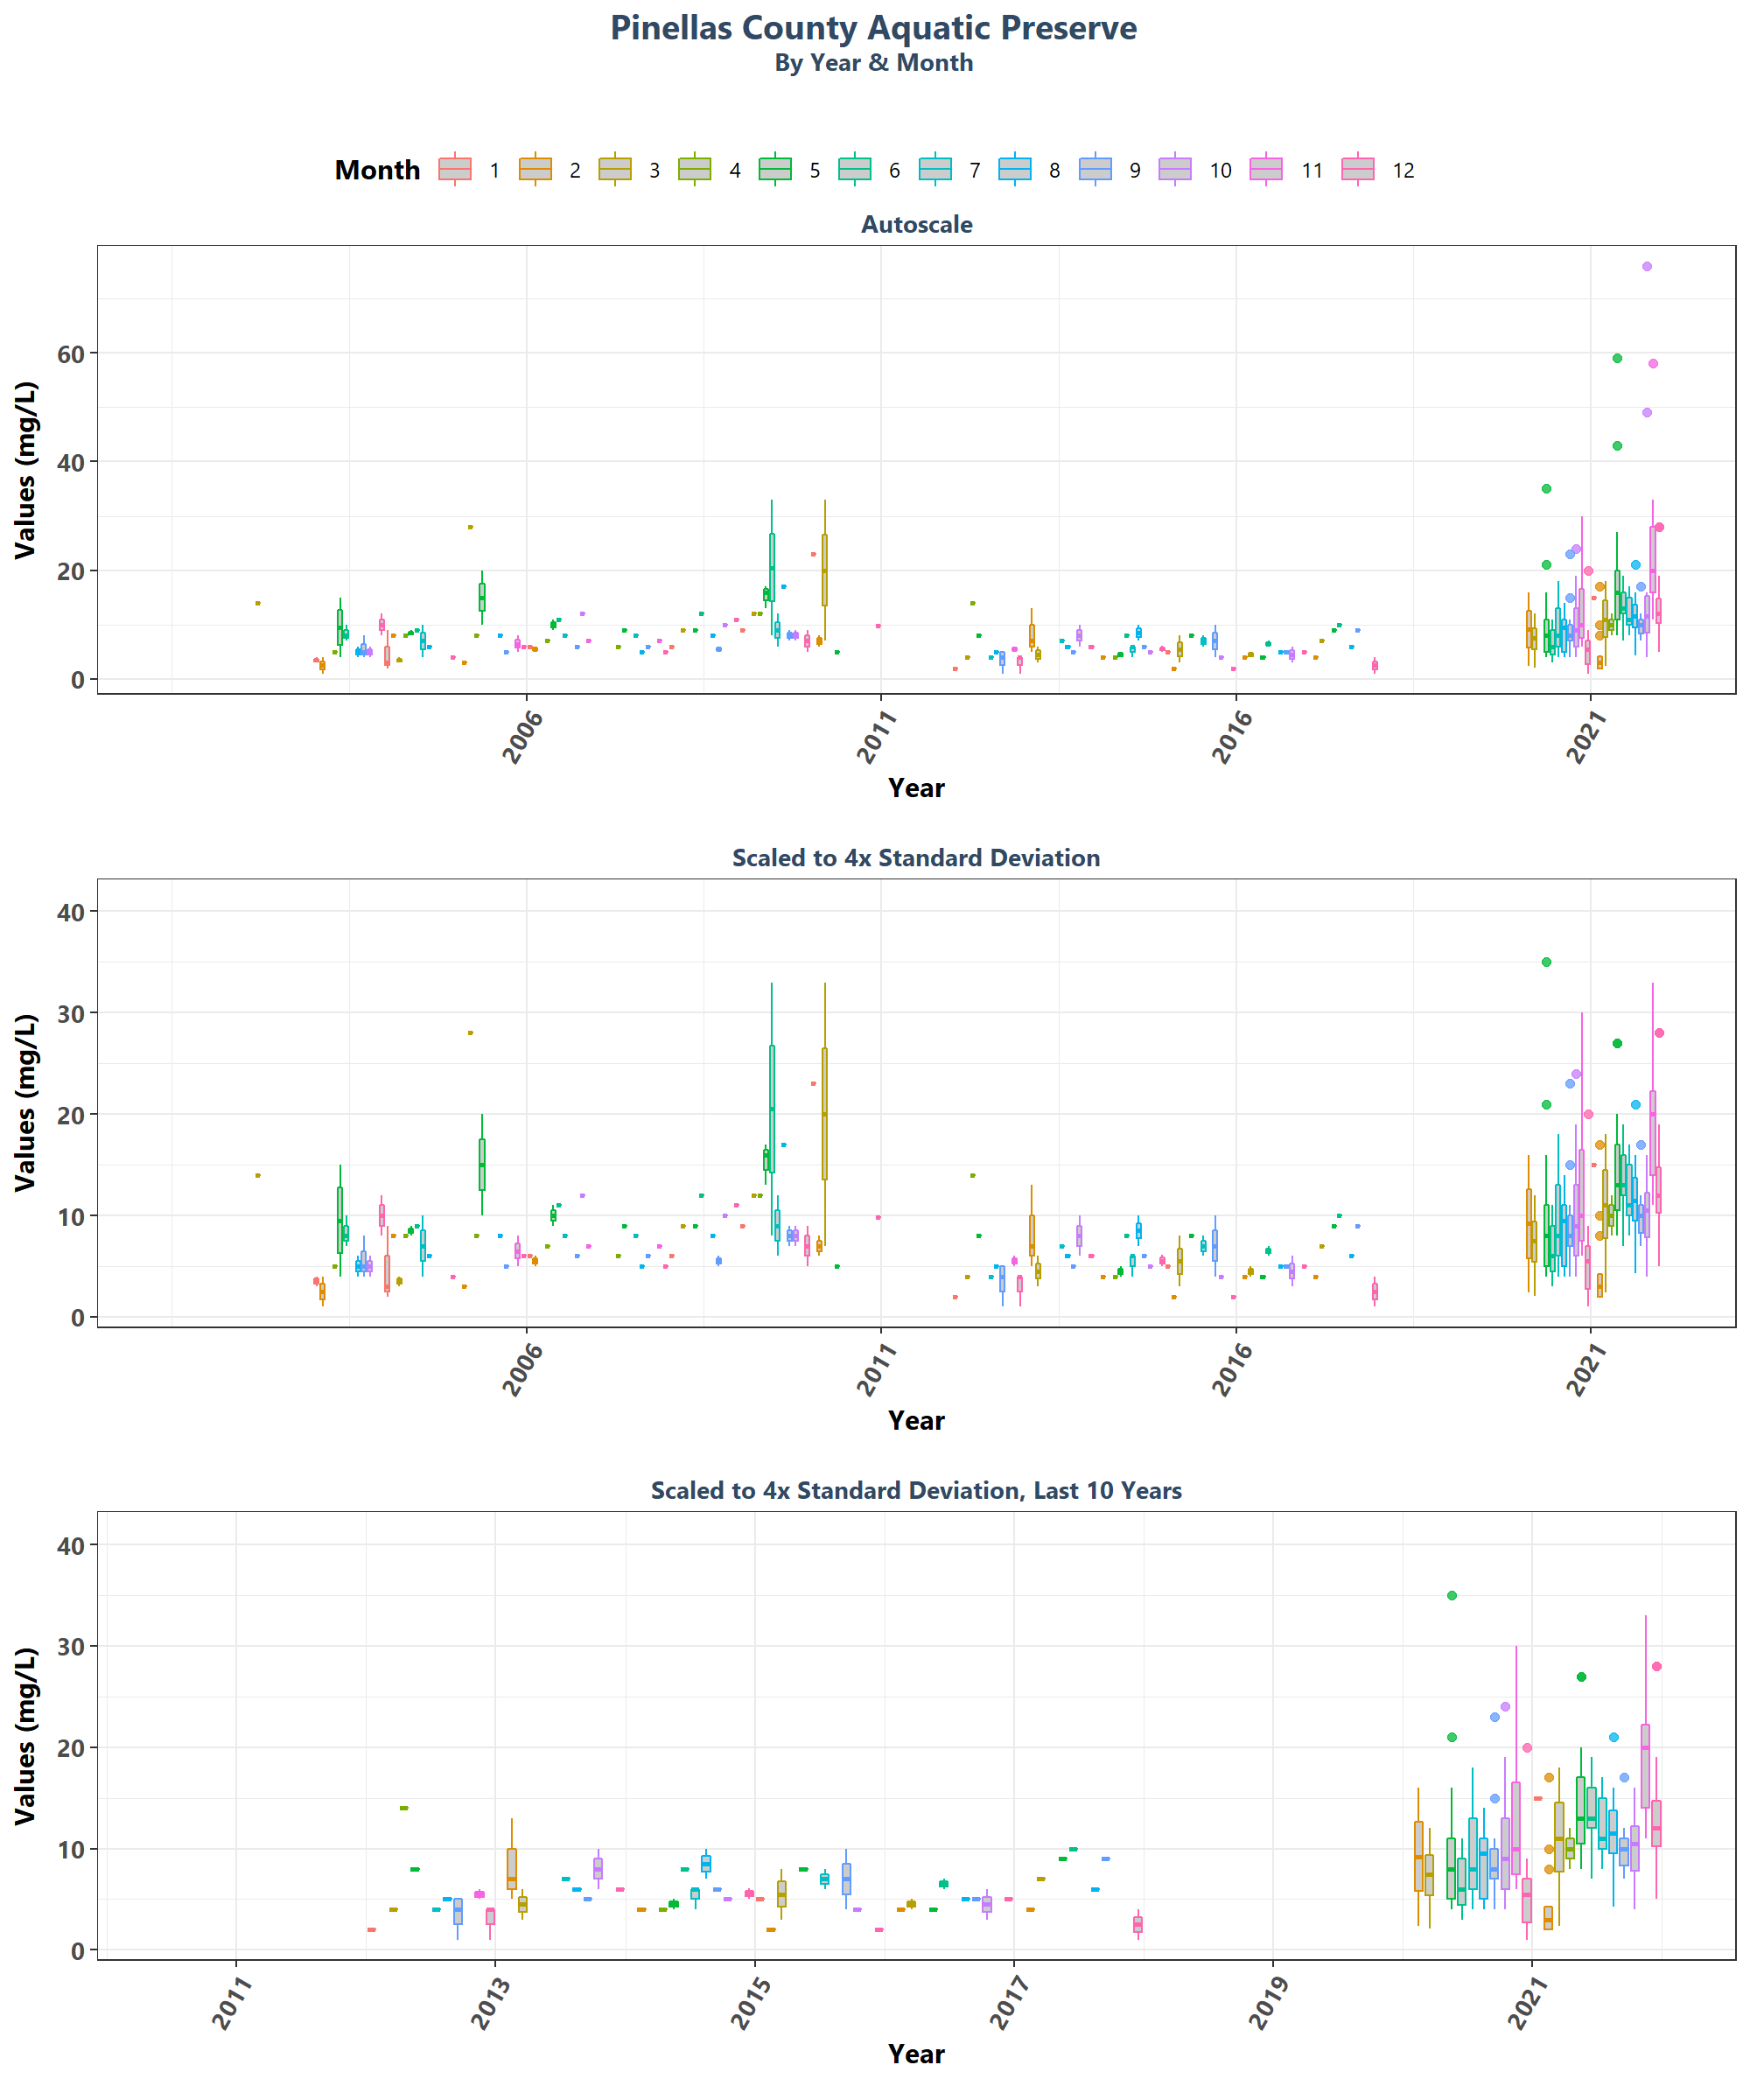 Pinellas County Aquatic Preserve
By Year & Month
Month 1 2 3 4 5 6 7 8 9 10 11 12
Autoscale
Values (mg/L)
60
40
20
0
2006 2011 2016 2021
Year
Scaled to 4x Standard Deviation
Values (mg/L)
40
30
20
10
0
2006 2011 2016 2021
Year
Scaled to 4x Standard Deviation, Last 10 Years
Values (mg/L)
40
30
20
10
0
2011 2013 2015 2017 2019 2021
Year